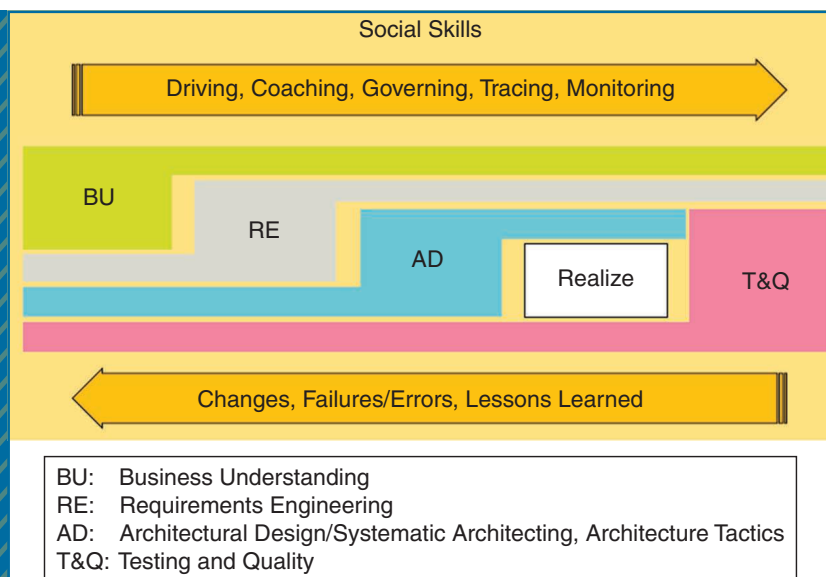 Social Skills
Driving, Coaching, Governing, Tracing, Monitoring
BU
RE
AD
Realize
T&Q
Changes, Failures/Errors, Lessons Learned
BU: Business Understanding
RE: Requirements Engineering
AD: Architectural Design/Systematic Architecting, Architecture Tactics
T&Q: Testing and Quality